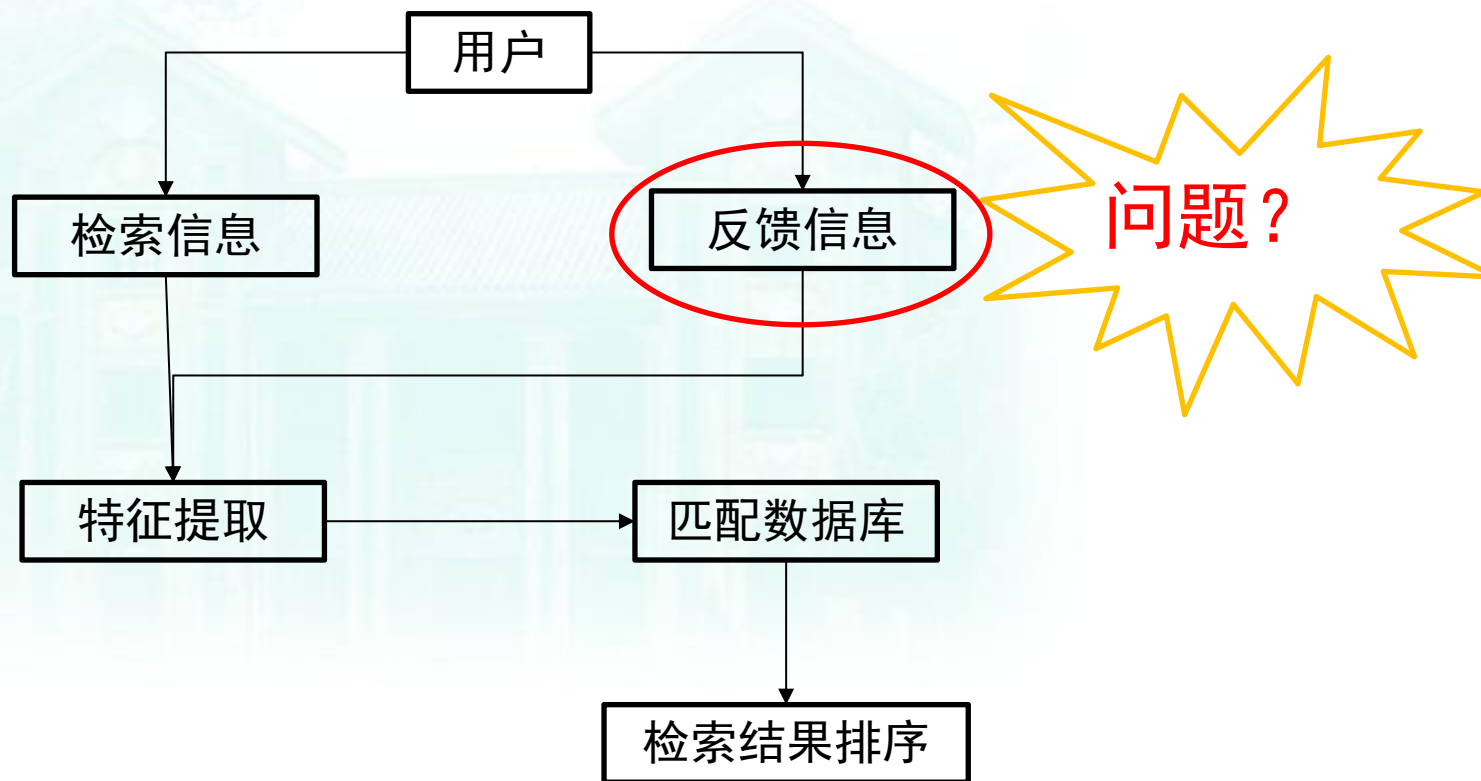 用户
检索信息
反馈信息
问题？
特征提取
匹配数据库
检索结果排序